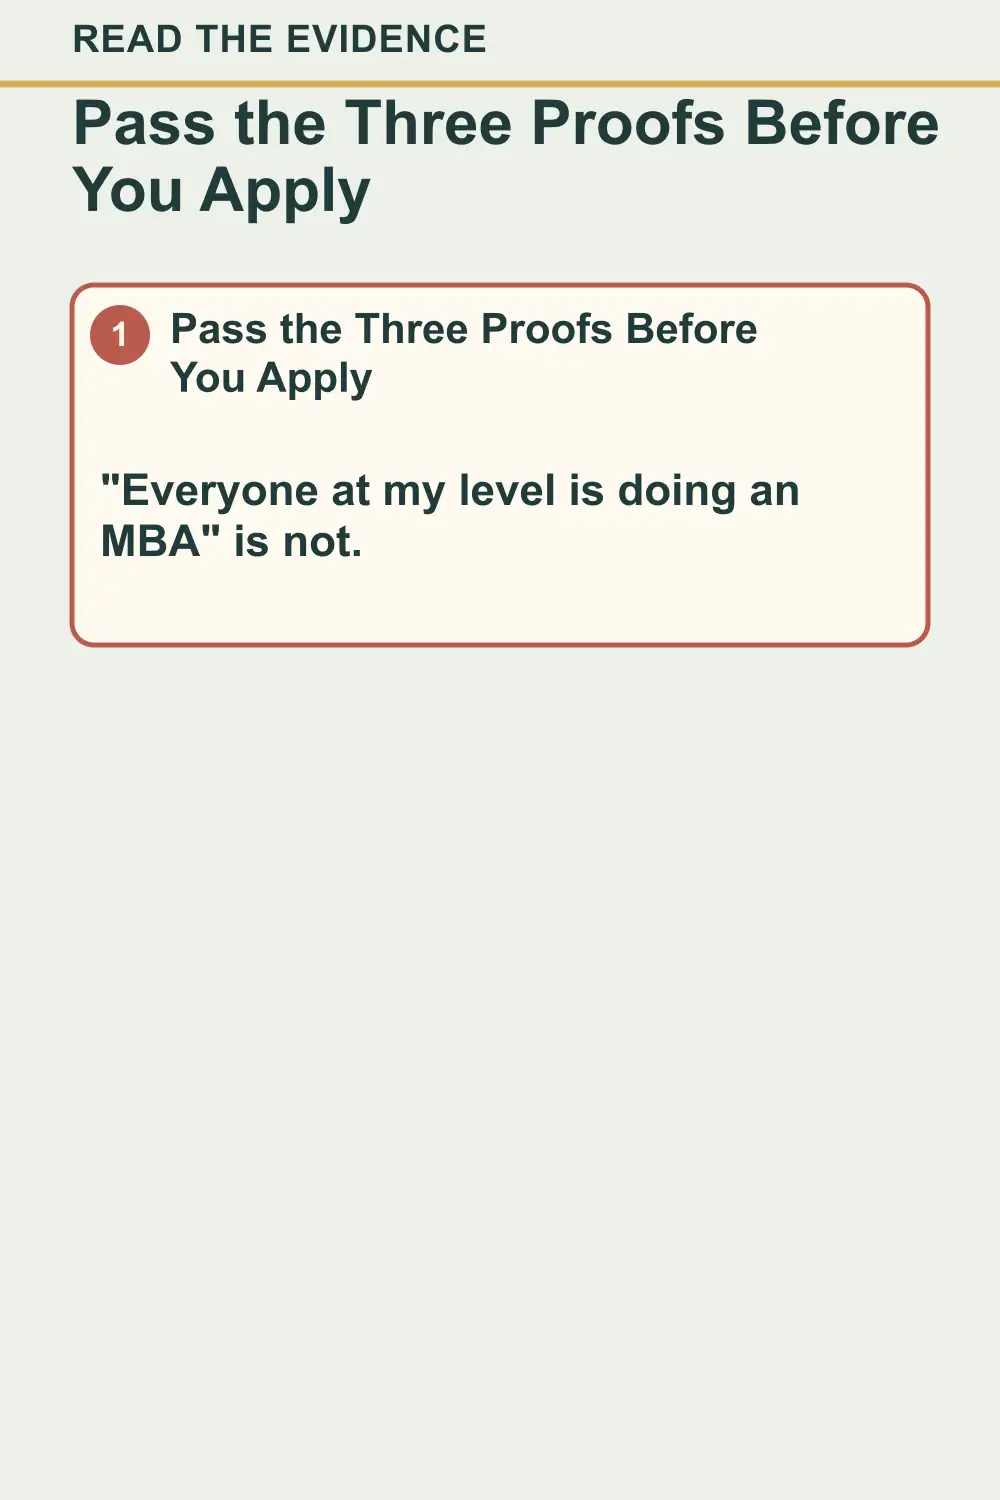 READ THE EVIDENCE
Pass the Three Proofs Before
You Apply
1
Pass the Three Proofs Before
You Apply
"Everyone at my level is doing an
MBA" is not.